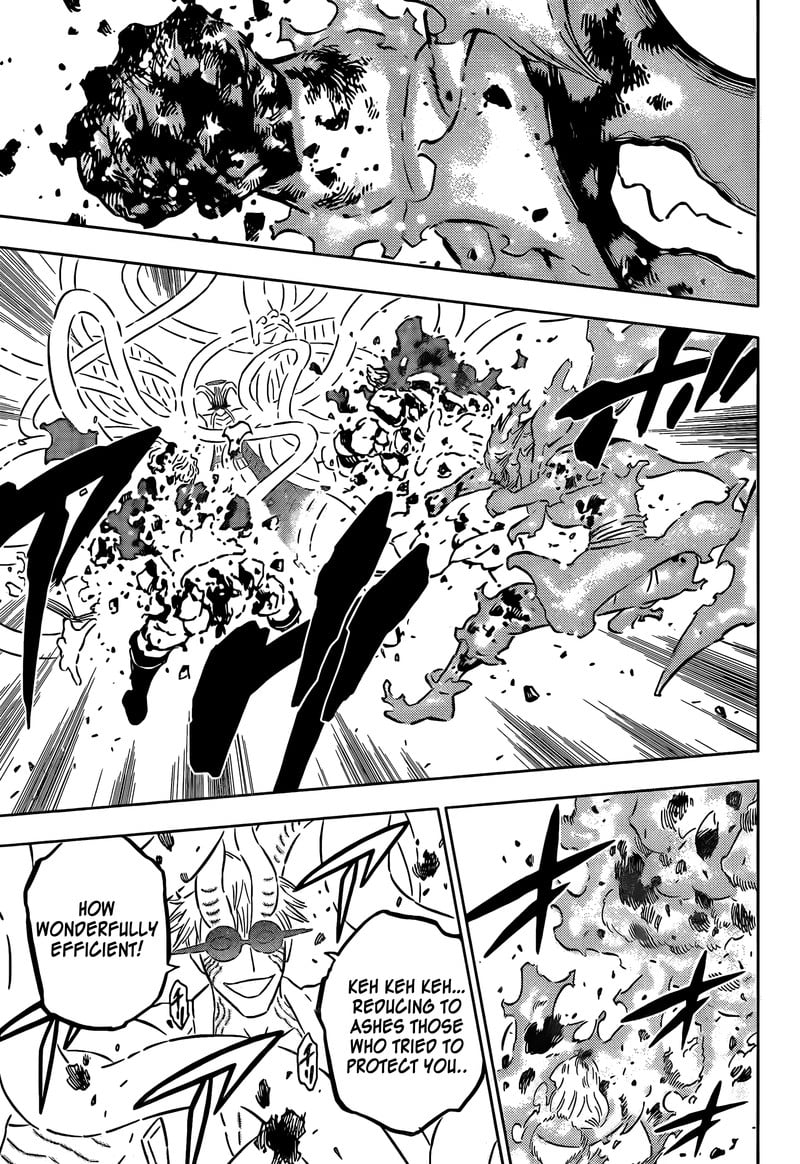 KEH KEH KEH...
REDUCING TO
ASHES THOSE
WHO TRIED TO
PROTECT YOU..
HOW
WONDERFULLY
EFFICIENT!